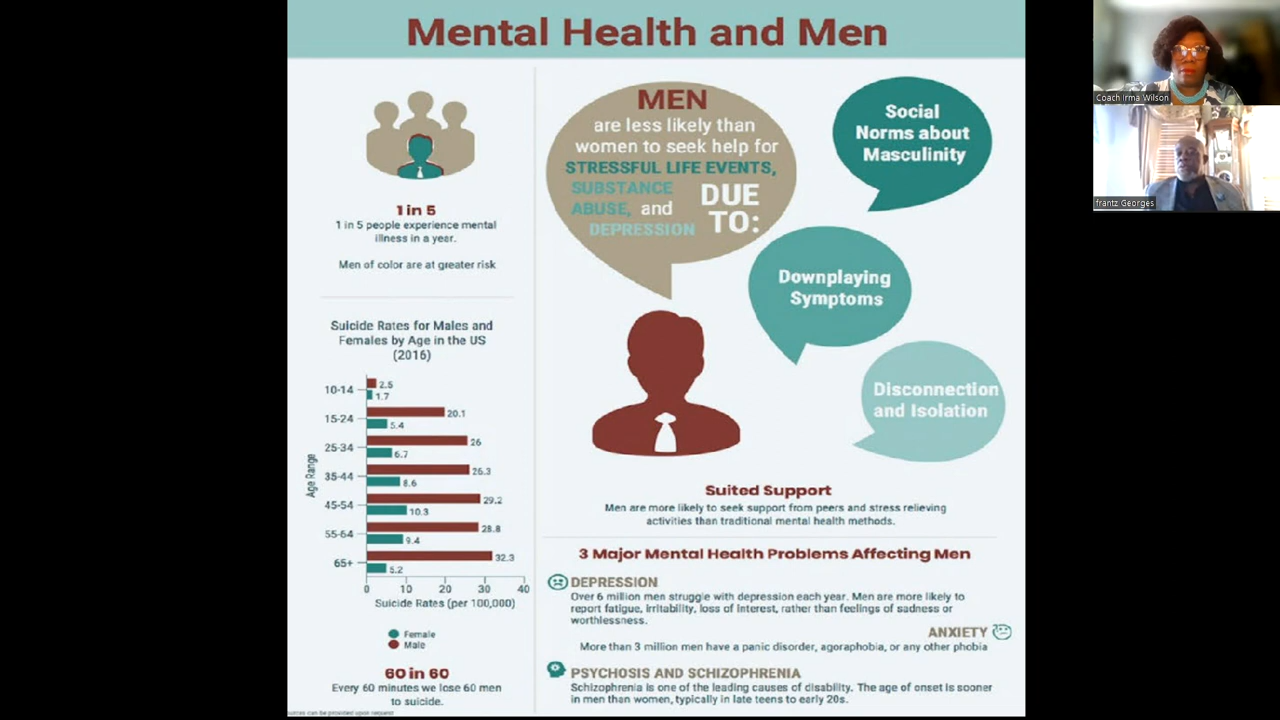 Mental Health and Men
1 in 5
1 in 5 people experience mental
illness in a year.
Men of color are at greater risk
Suicide Rates for Males and
Females by Age in the US
(2016)
Age Range
10-14
2.5
1.7
15-24
20.1
5.4
25-34
26
6.7
35-44
26.3
8.6
45-54
29.2
10.3
55-64
28.8
9.4
65+
32.3
5.2
0 10 20 30 40
Suicide Rates (per 100,000)
Female
Male
60 in 60
Every 60 minutes we lose 60 men
to suicide.
sources can be provided upon request
MEN
are less likely than
women to seek help for
STRESSFUL LIFE EVENTS,
SUBSTANCE
ABUSE, and
DEPRESSION
DUE
TO:
Social
Norms about
Masculinity
Downplaying
Symptoms
Disconnection
and Isolation
Suited Support
Men are more likely to seek support from peers and stress relieving
activities than traditional mental health methods.
3 Major Mental Health Problems Affecting Men
DEPRESSION
Over 6 million men struggle with depression each year. Men are more likely to
report fatigue, irritability, loss of interest, rather than feelings of sadness or
worthlessness.
ANXIETY
More than 3 million men have a panic disorder, agoraphobia, or any other phobia
PSYCHOSIS AND SCHIZOPHRENIA
Schizophrenia is one of the leading causes of disability. The age of onset is sooner
in men than women, typically in late teens to early 20s.
Coach Irma Wilson
frantz Georges